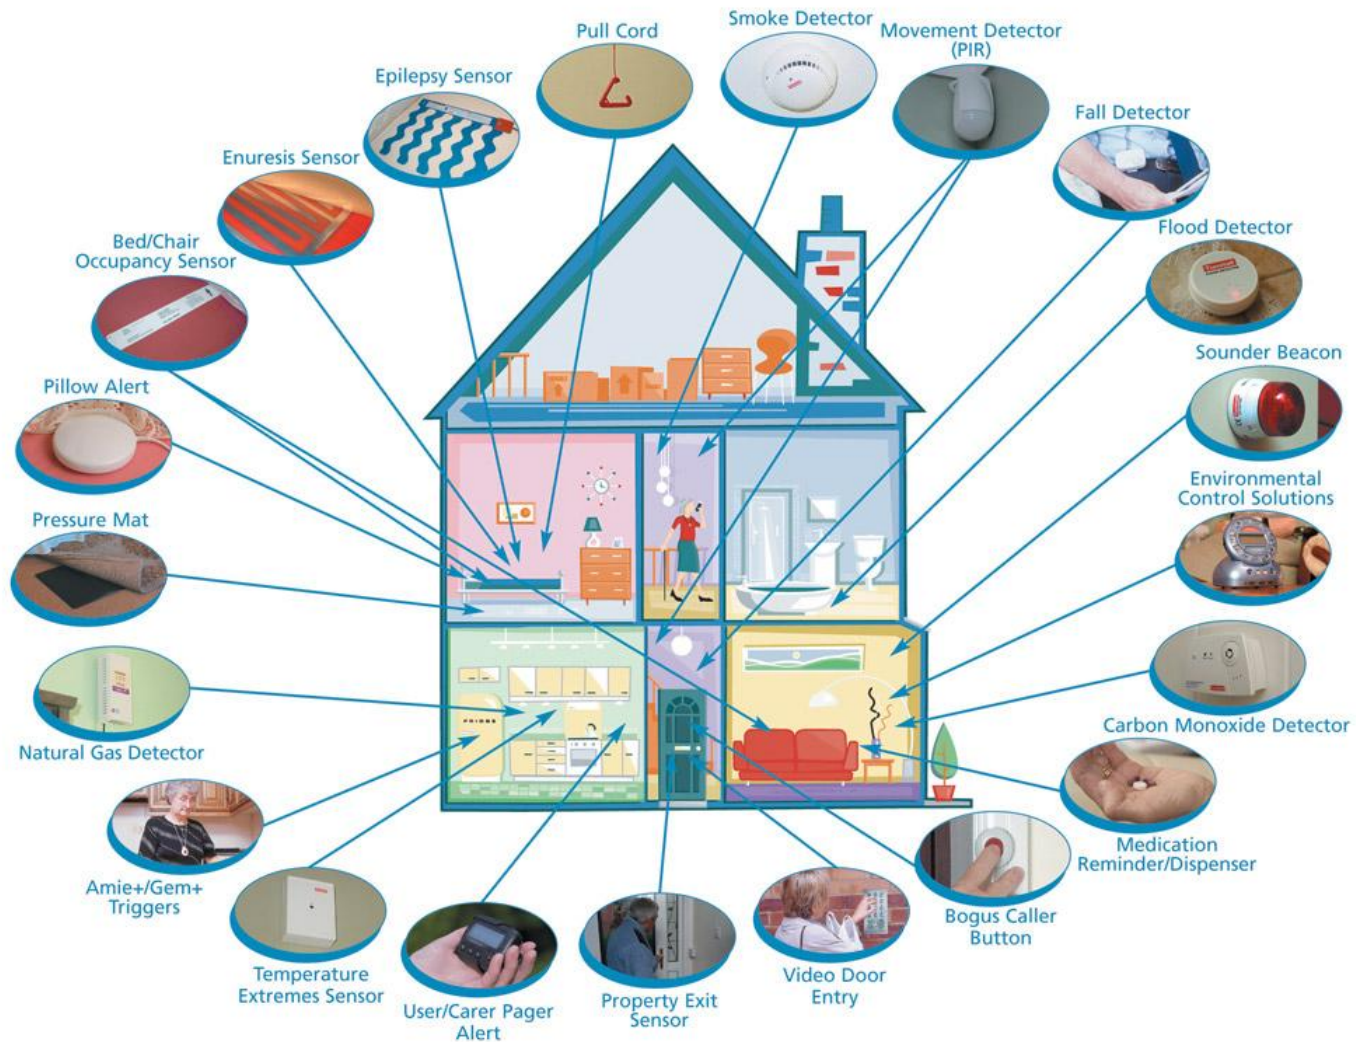 Pull Cord
Smoke Detector
Movement Detector
(PIR)
Epilepsy Sensor
Fall Detector
Enuresis Sensor
Flood Detector
Bed/Chair
Occupancy Sensor
Sounder Beacon
Pillow Alert
Environmental
Control Solutions
Pressure Mat
Natural Gas Detector
Carbon Monoxide Detector
Amie+/Gem+
Triggers
Medication
Reminder/Dispenser
Temperature
Extremes Sensor
User/Carer Pager
Alert
Property Exit
Sensor
Video Door
Entry
Bogus Caller
Button
Tunstall